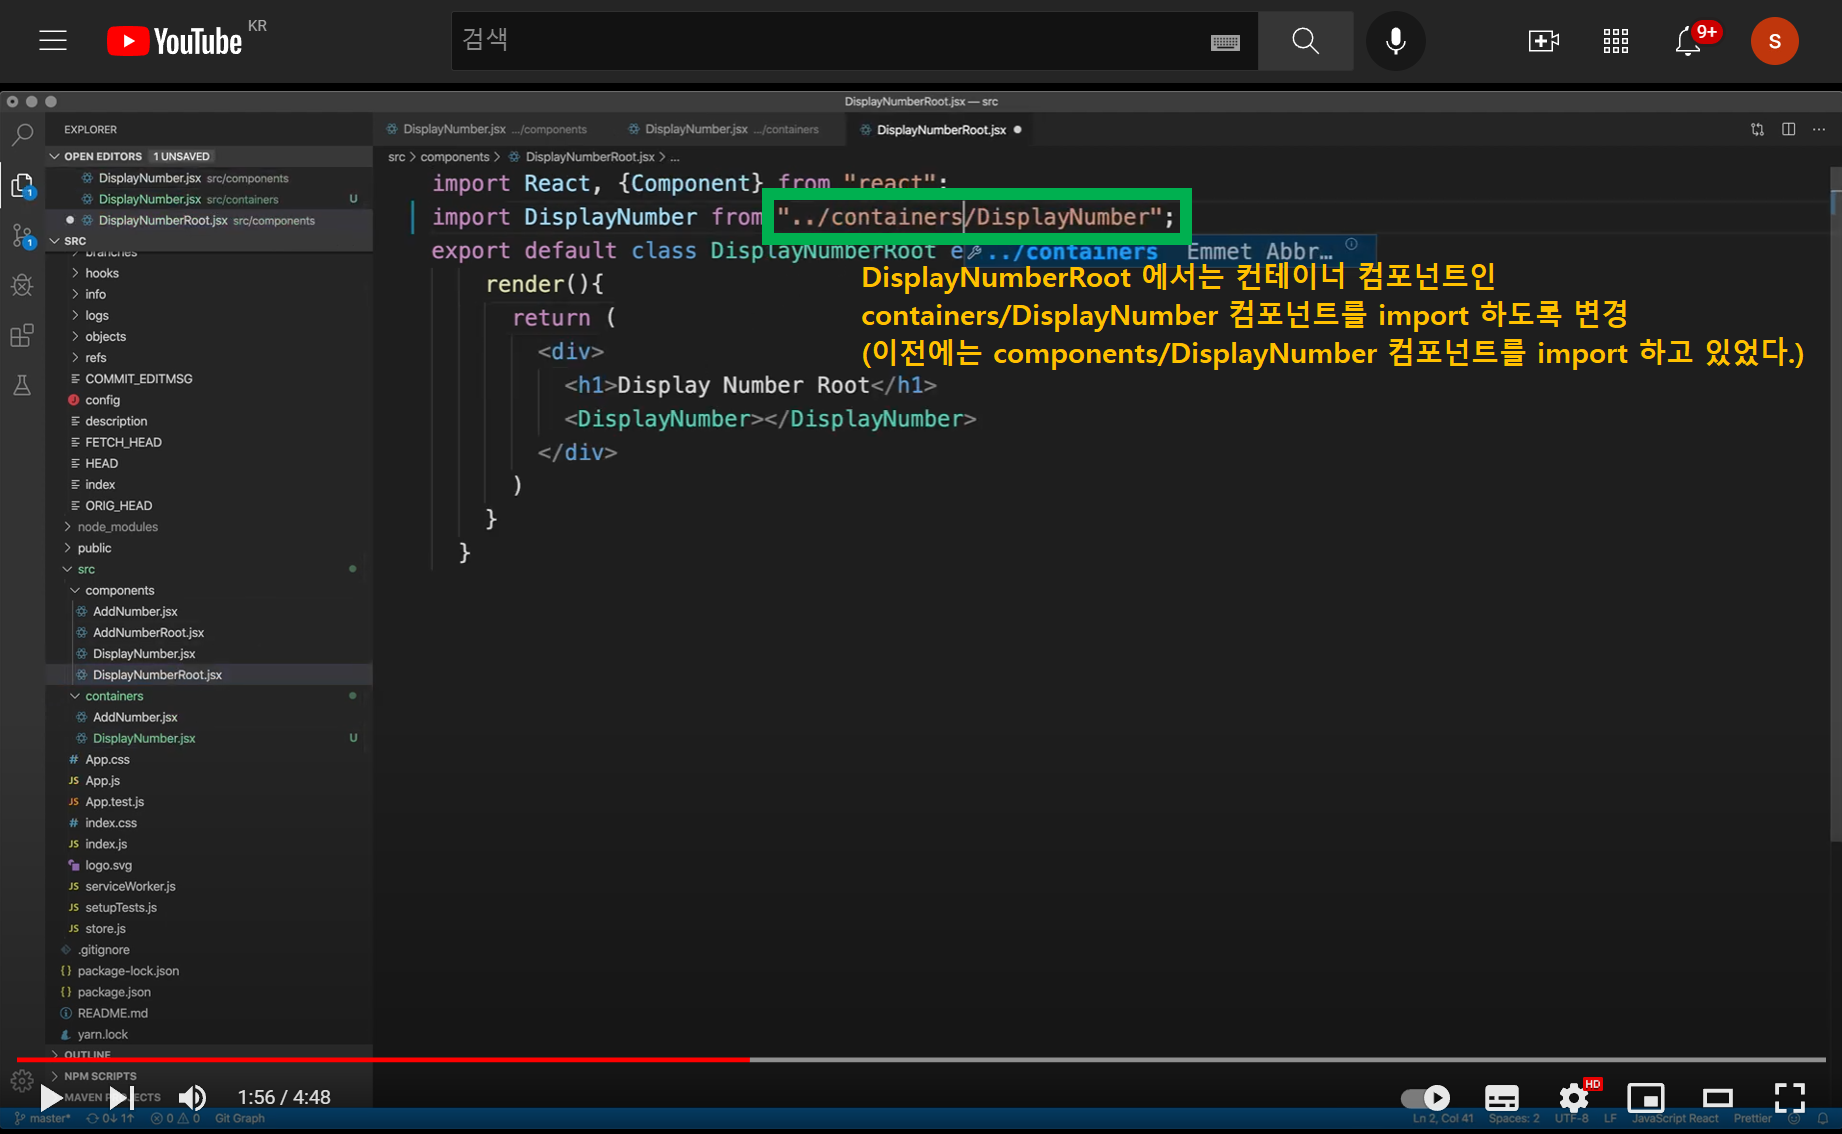 YouTube KR
검색
9+
S
DisplayNumberRoot.jsx — src
EXPLORER
OPEN EDITORS 1 UNSAVED
DisplayNumber.jsx src/components
DisplayNumber.jsx src/containers U
DisplayNumberRoot.jsx src/components
SRC
branches
hooks
info
logs
objects
refs
COMMIT_EDITMSG
config
description
FETCH_HEAD
HEAD
index
ORIG_HEAD
node_modules
public
src
components
AddNumber.jsx
AddNumberRoot.jsx
DisplayNumber.jsx
DisplayNumberRoot.jsx
containers
AddNumber.jsx
DisplayNumber.jsx U
# App.css
JS App.js
JS App.test.js
# index.css
JS index.js
logo.svg
JS serviceWorker.js
JS setupTests.js
JS store.js
.gitignore
{} package-lock.json
{} package.json
README.md
yarn.lock
OUTLINE
NPM SCRIPTS
MAVEN PROJECTS
DisplayNumber.jsx .../components
DisplayNumber.jsx .../containers
DisplayNumberRoot.jsx
src > components > DisplayNumberRoot.jsx > ...
import React, {Component} from "react";
import DisplayNumber from "../containers/DisplayNumber";
export default class DisplayNumberRoot e
../containers Emmet Abbr…
render(){
return (
<div>
<h1>Display Number Root</h1>
<DisplayNumber></DisplayNumber>
</div>
)
}
}
DisplayNumberRoot 에서는 컨테이너 컴포넌트인
containers/DisplayNumber 컴포넌트를 import 하도록 변경
(이전에는 components/DisplayNumber 컴포넌트를 import 하고 있었다.)
1:56 / 4:48
HD
master* 0↓ 1↑ 0 0 Git Graph
Ln 2, Col 41 Spaces: 2 UTF-8 LF JavaScript React Prettier